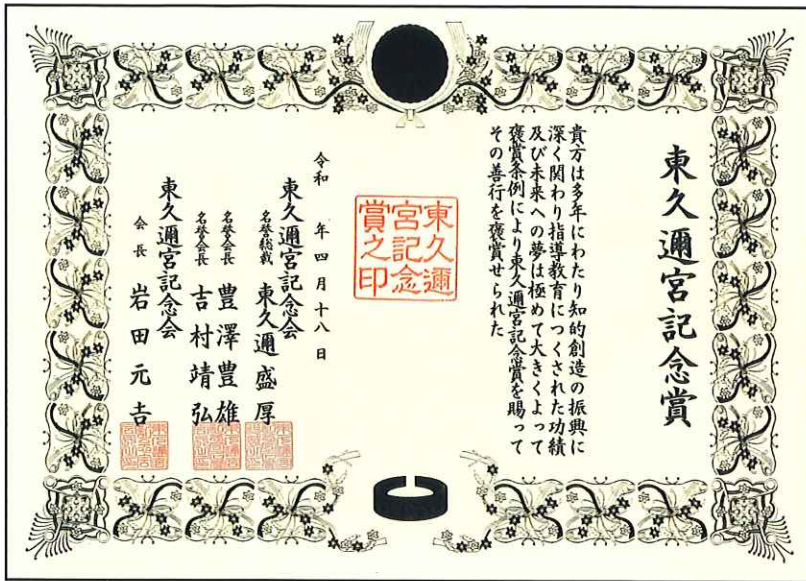 東久邇宮記念賞
貴方は多年にわたり知的創造の振興に
深く関わり指導教育につくされた功績
及び未来への夢は極めて大きくよって
褒賞条例により東久邇宮記念賞を賜って
その善行を褒賞せられた
東久邇
宮記念
賞之印
令和 年四月十八日
東久邇宮記念会
名誉総裁 東久邇盛厚
名誉会長 豊澤豊雄
名誉会長 吉村靖弘
東久邇宮記念会
会長 岩田元吉